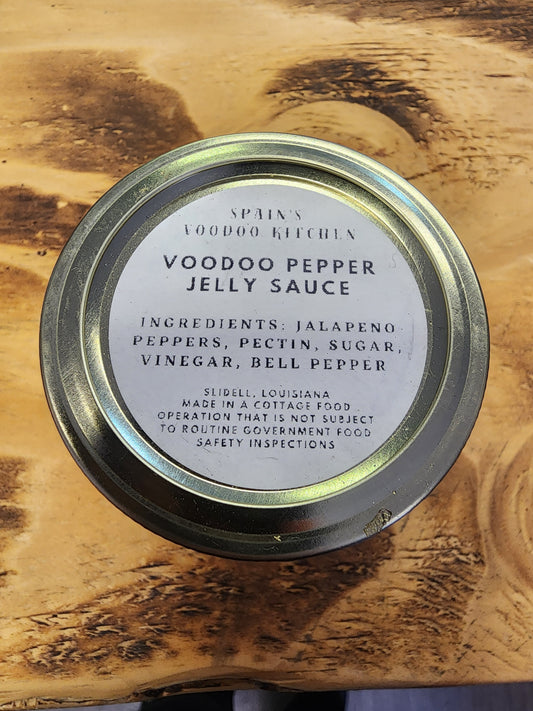 SPAIN'S
VOODOO KITCHEN
VOODOO PEPPER
JELLY SAUCE
INGREDIENTS: JALAPENO
PEPPERS, PECTIN, SUGAR,
VINEGAR, BELL PEPPER
SLIDELL, LOUISIANA
MADE IN A COTTAGE FOOD
OPERATION THAT IS NOT SUBJECT
TO ROUTINE GOVERNMENT FOOD
SAFETY INSPECTIONS